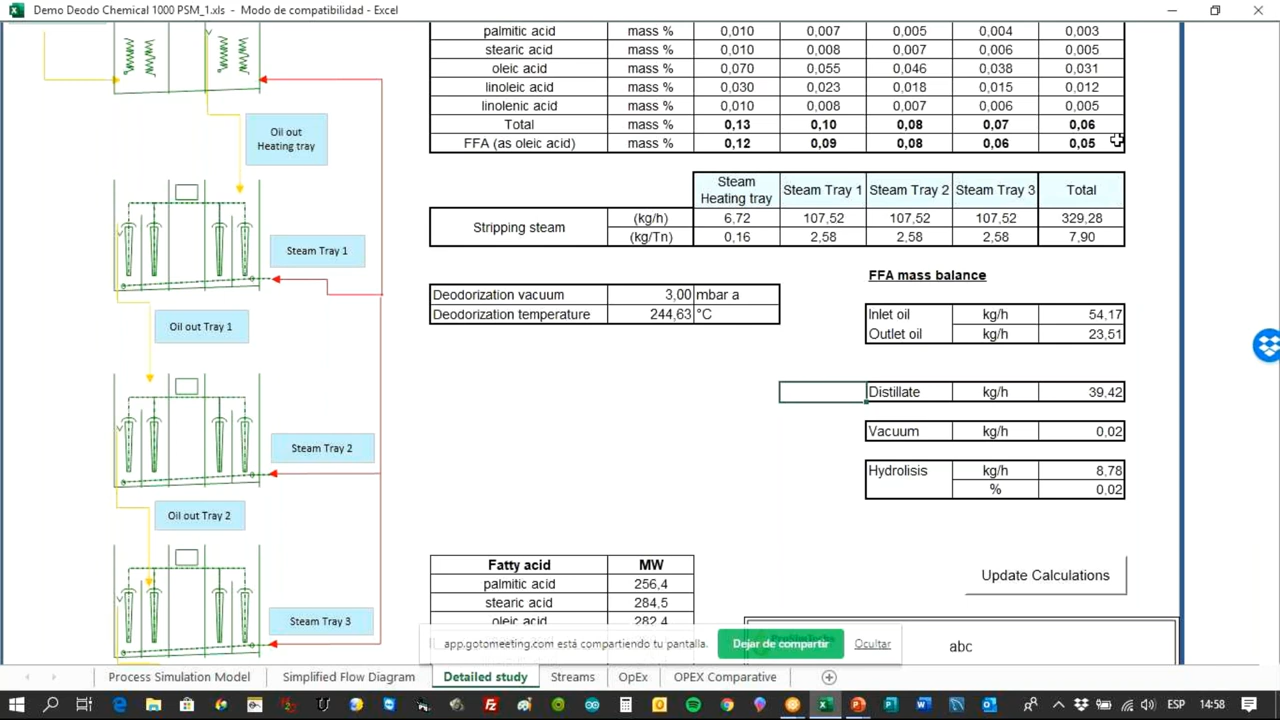 Demo Deodo Chemical 1000 PSM_1.xls - Modo de compatibilidad - Excel
palmitic acid mass % 0,010 0,007 0,005 0,004 0,003
stearic acid mass % 0,010 0,008 0,007 0,006 0,005
oleic acid mass % 0,070 0,055 0,046 0,038 0,031
linoleic acid mass % 0,030 0,023 0,018 0,015 0,012
linolenic acid mass % 0,010 0,008 0,007 0,006 0,005
Total mass % 0,13 0,10 0,08 0,07 0,06
FFA (as oleic acid) mass % 0,12 0,09 0,08 0,06 0,05
Oil out
Heating tray
Steam
Heating tray Steam Tray 1 Steam Tray 2 Steam Tray 3 Total
Stripping steam (kg/h) 6,72 107,52 107,52 107,52 329,28
(kg/Tn) 0,16 2,58 2,58 2,58 7,90
Steam Tray 1
FFA mass balance
Deodorization vacuum 3,00 mbar a
Deodorization temperature 244,63 °C
Inlet oil kg/h 54,17
Outlet oil kg/h 23,51
Oil out Tray 1
Distillate kg/h 39,42
Vacuum kg/h 0,02
Steam Tray 2
Hydrolisis kg/h 8,78
% 0,02
Oil out Tray 2
Fatty acid MW
palmitic acid 256,4
stearic acid 284,5
oleic acid 282,4
Update Calculations
Steam Tray 3
abc
app.gotomeeting.com está compartiendo tu pantalla. Dejar de compartir Ocultar
Process Simulation Model Simplified Flow Diagram Detailed study Streams OpEx OPEX Comparative
ESP 14:58